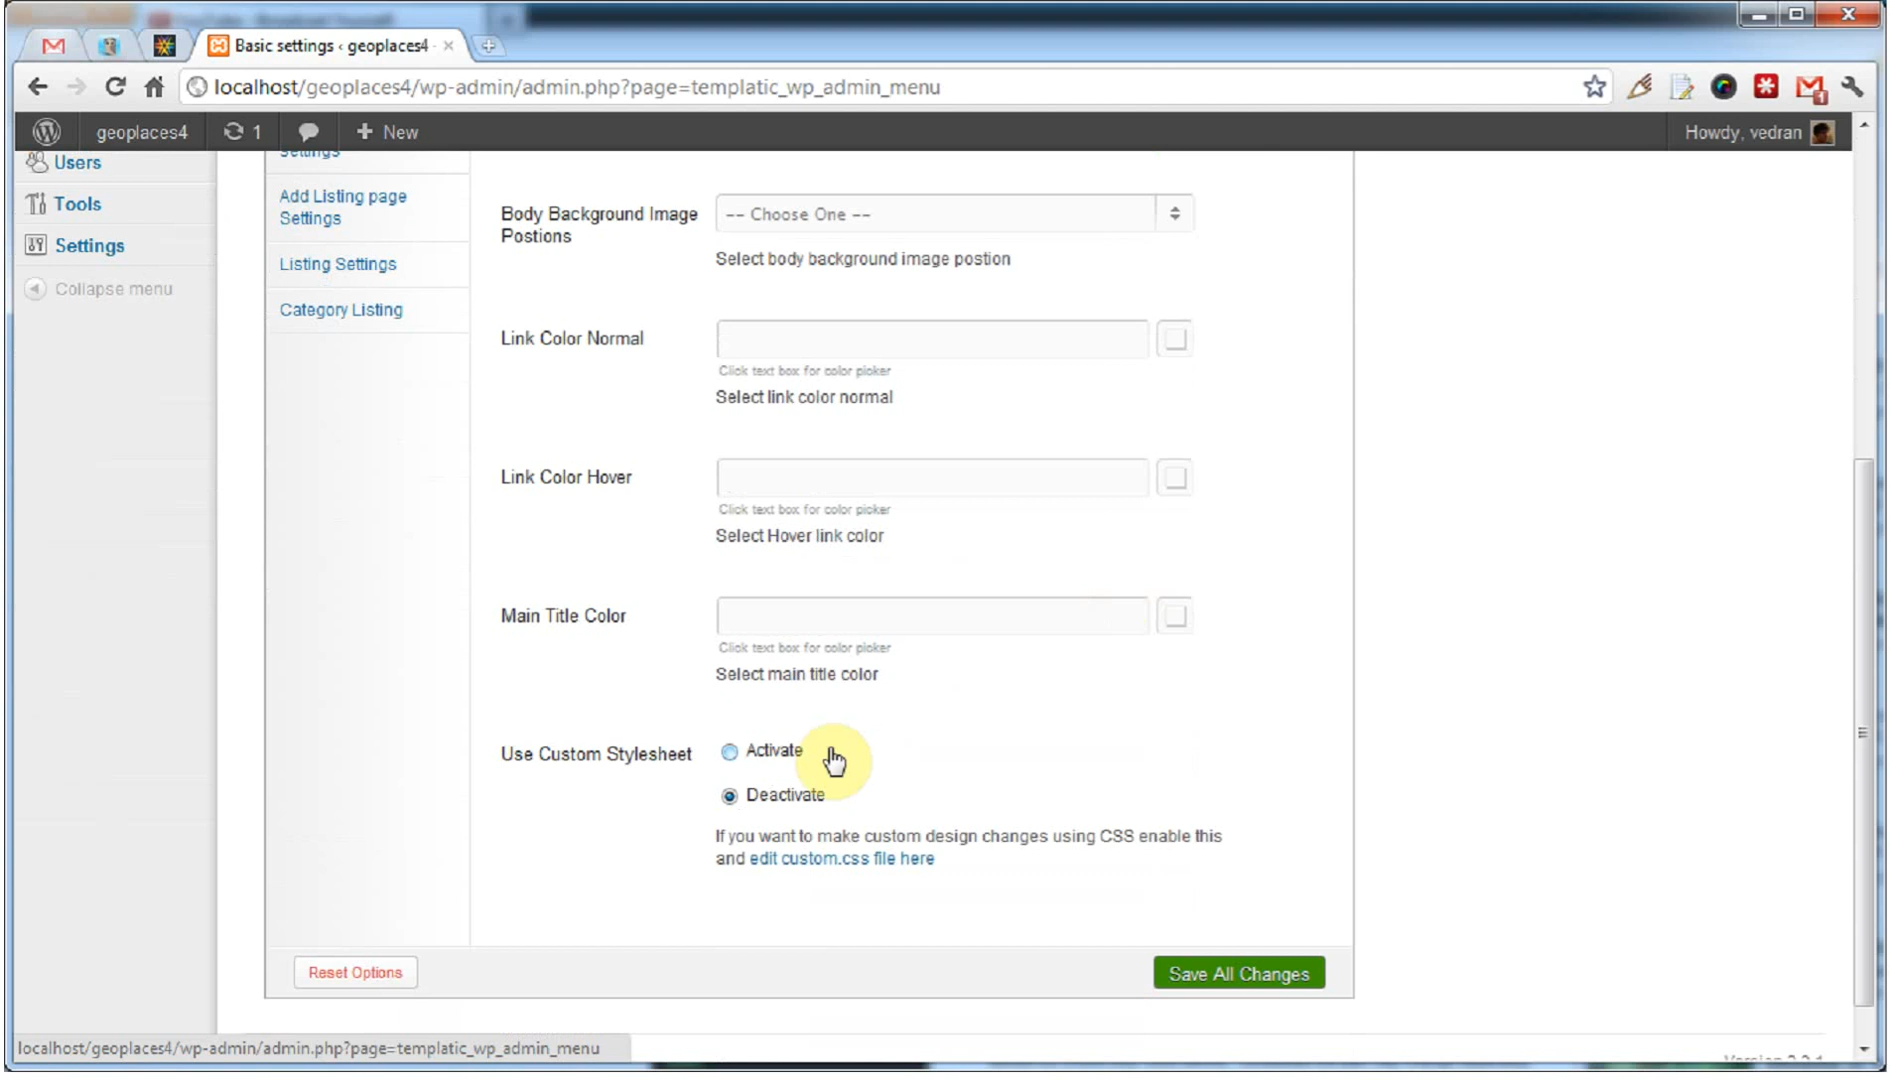 Basic settings ‹ geoplaces4 -
localhost/geoplaces4/wp-admin/admin.php?page=templatic_wp_admin_menu
geoplaces4 1 + New Howdy, vedran
Users
Tools
Settings
Collapse menu
Settings
Add Listing page
Settings
Listing Settings
Category Listing
Body Background Image
Postions
-- Choose One --
Select body background image postion
Link Color Normal
Click text box for color picker
Select link color normal
Link Color Hover
Click text box for color picker
Select Hover link color
Main Title Color
Click text box for color picker
Select main title color
Use Custom Stylesheet
Activate
Deactivate
If you want to make custom design changes using CSS enable this
and edit custom.css file here
Reset Options
Save All Changes
localhost/geoplaces4/wp-admin/admin.php?page=templatic_wp_admin_menu